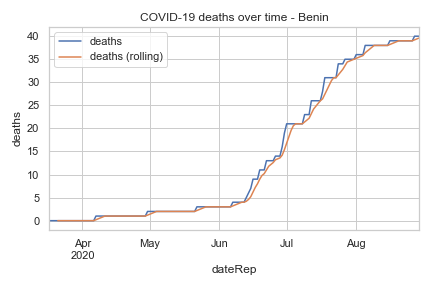 COVID-19 deaths over time - Benin
deaths
deaths (rolling)
40
35
30
25
20
15
10
5
0
deaths
Apr
2020
May
Jun
Jul
Aug
dateRep